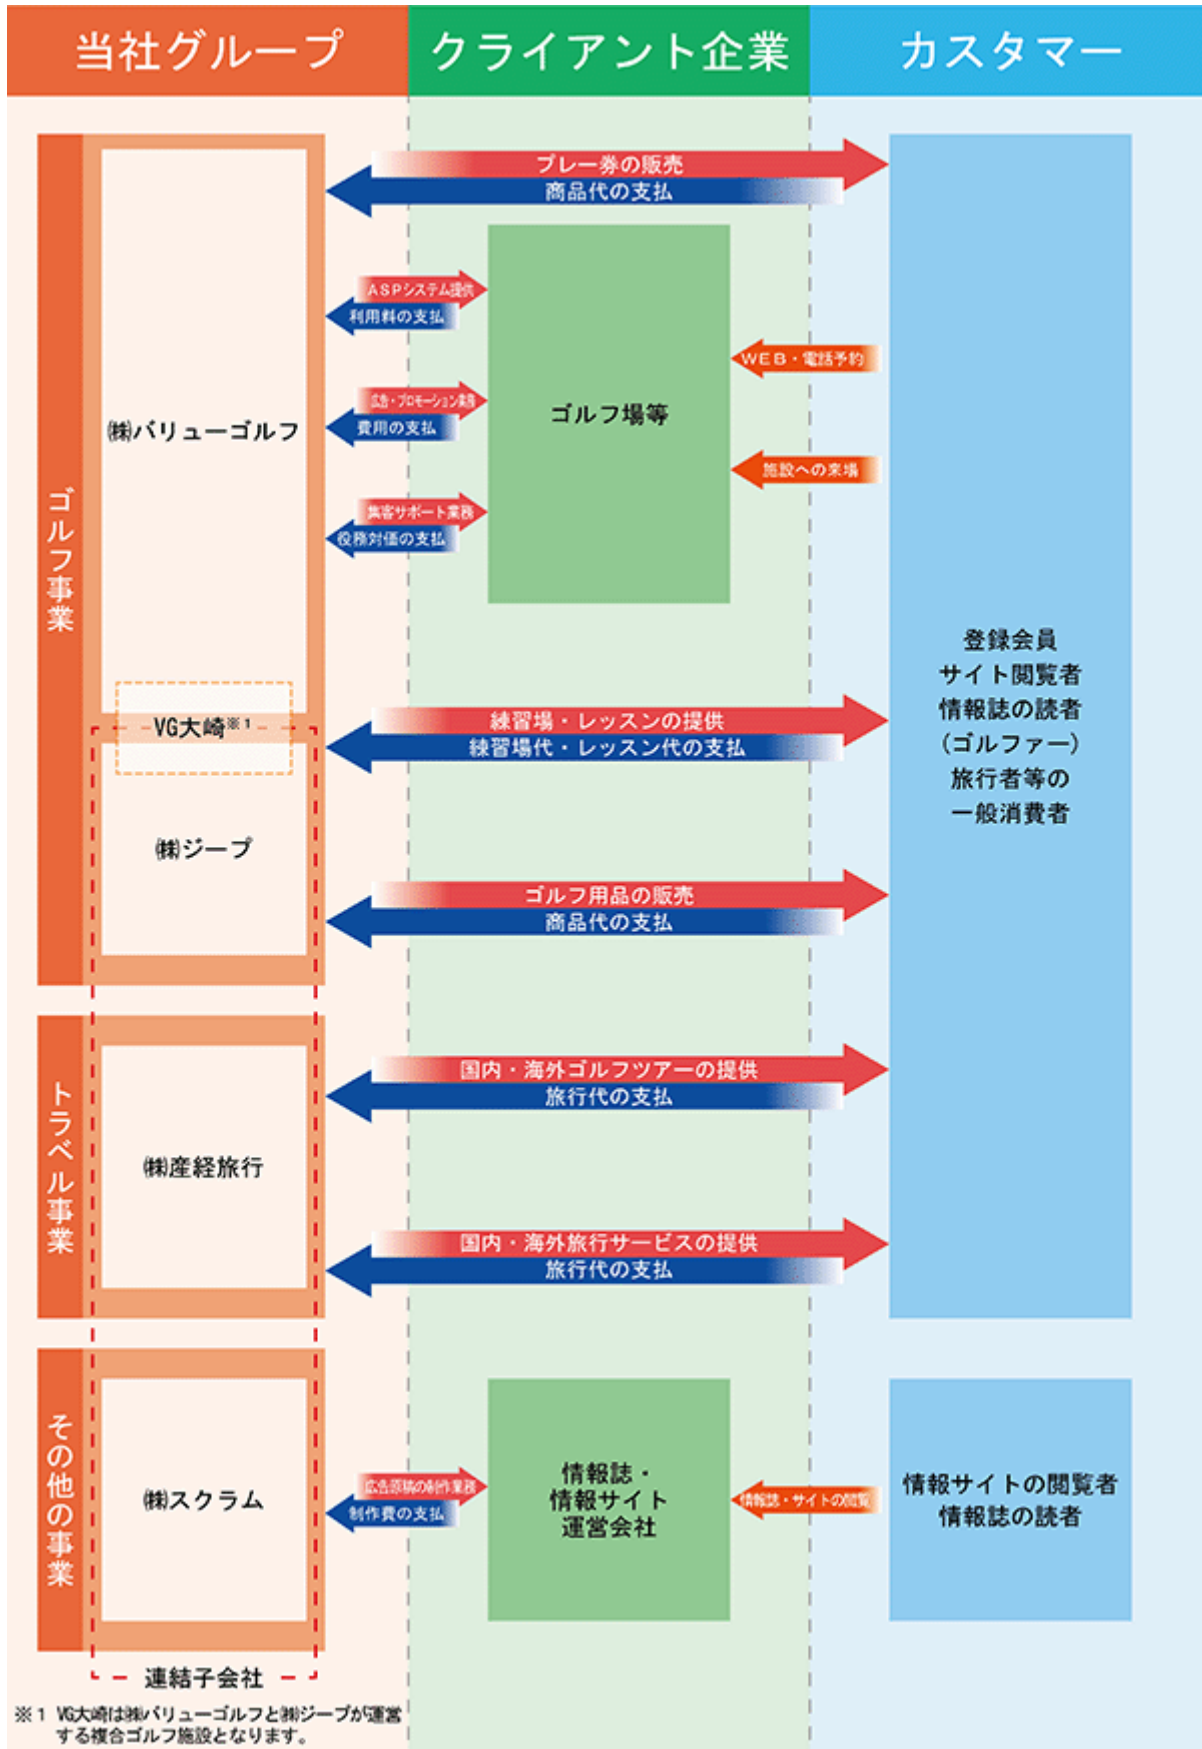 当社グループ
クライアント企業
カスタマー
ゴルフ事業
㈱バリューゴルフ
プレー券の販売
商品代の支払
ASPシステム提供
利用料の支払
広告・プロモーション業務
費用の支払
集客サポート業務
役務対価の支払
ゴルフ場等
WEB・電話予約
施設への来場
VG大崎※1
練習場・レッスンの提供
練習場代・レッスン代の支払
㈱ジープ
ゴルフ用品の販売
商品代の支払
登録会員
サイト閲覧者
情報誌の読者
(ゴルファー)
旅行者等の
一般消費者
トラベル事業
㈱産経旅行
国内・海外ゴルフツアーの提供
旅行代の支払
国内・海外旅行サービスの提供
旅行代の支払
その他の事業
㈱スクラム
広告原稿の制作業務
制作費の支払
情報誌・
情報サイト
運営会社
情報誌・サイトの閲覧
情報サイトの閲覧者
情報誌の読者
連結子会社
※1 VG大崎は㈱バリューゴルフと㈱ジープが運営
する複合ゴルフ施設となります。